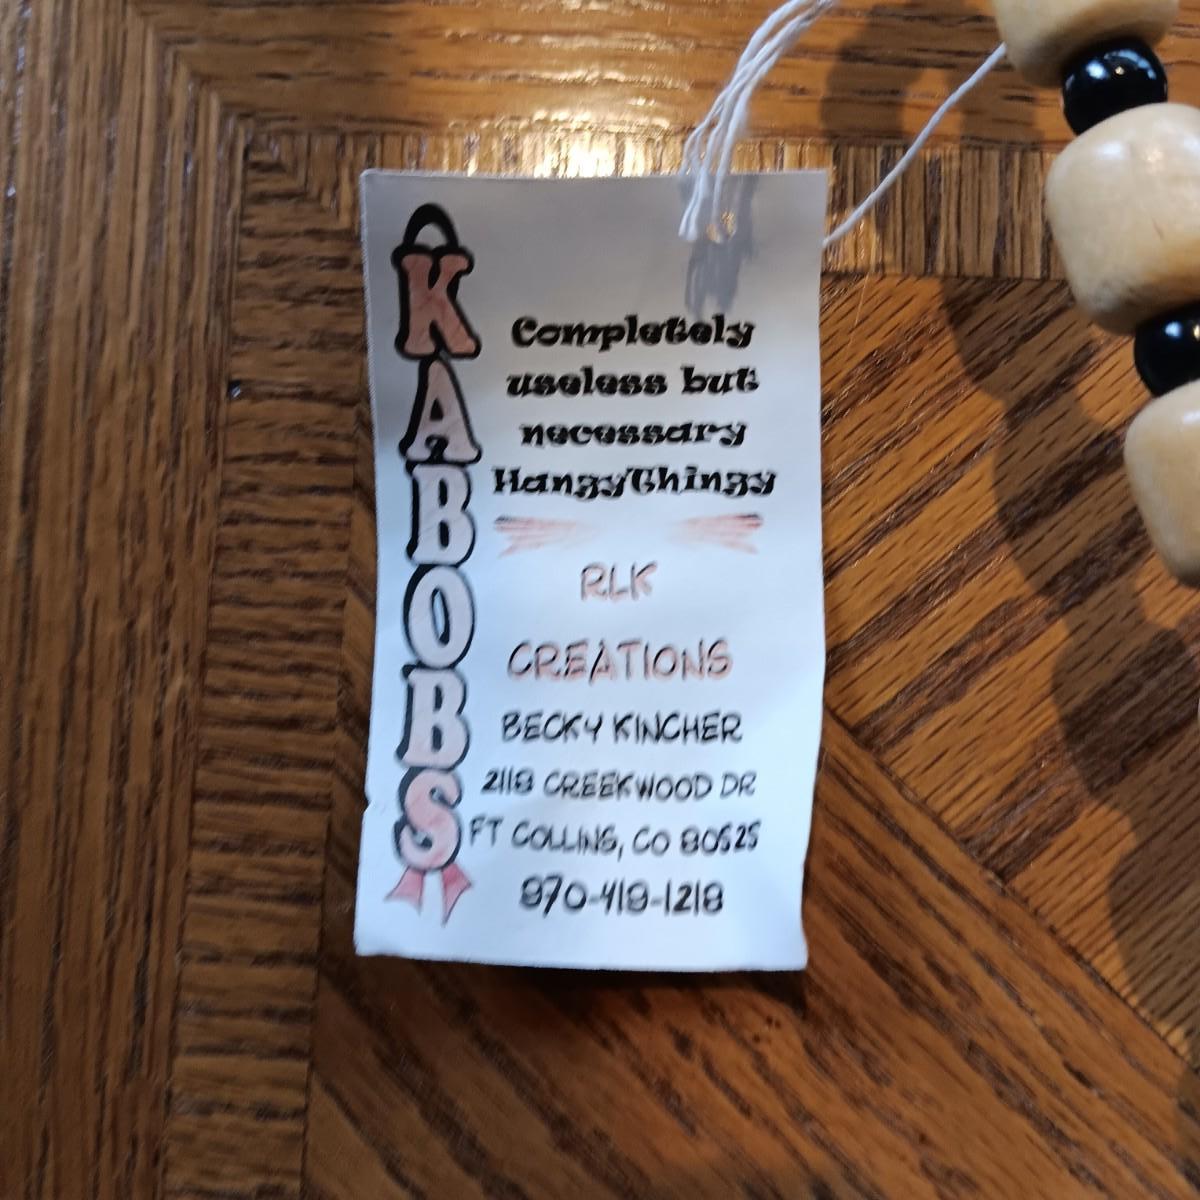 KABOBS
Completely
useless but
necessary
HangyThingy
RLK
CREATIONS
BECKY KINCHER
2118 CREEKWOOD DR
FT COLLINS, CO 80525
970-419-1218